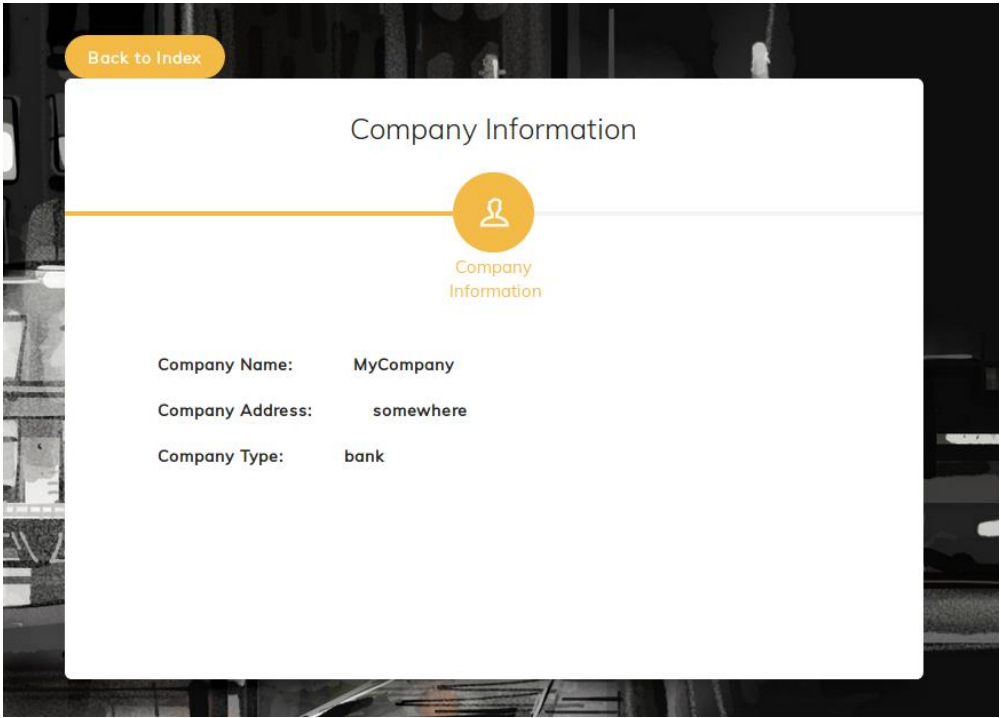 Back to Index
Company Information
Company
Information
Company Name: MyCompany
Company Address: somewhere
Company Type: bank